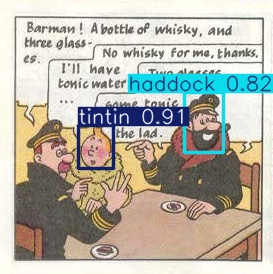 Barman! A bottle of whisky, and
three glass-
es.
No whisky for me, thanks.
I'll have
tonic water
...
Two glasses
some tonic
the lad.
haddock 0.82
tintin 0.91